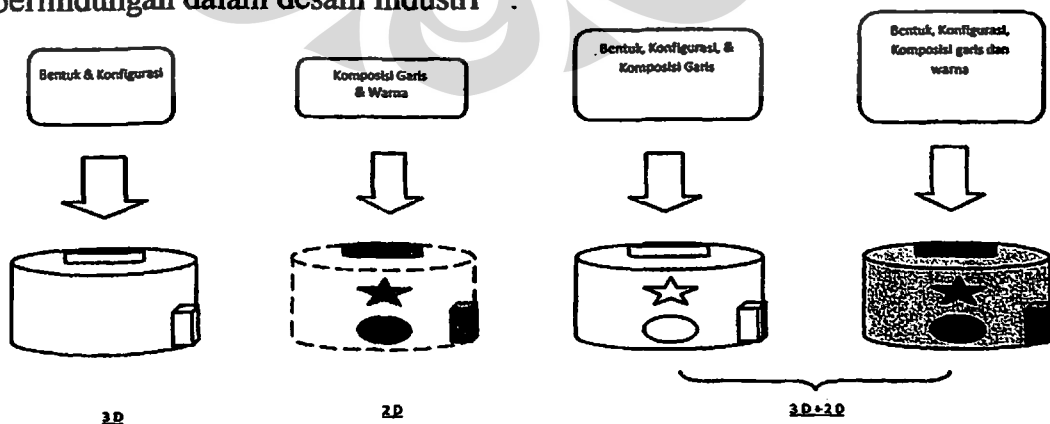 perlindungan dalam desain industri :
Bentuk & Konfigurasi
Komposisi Garis
& Warna
. Bentuk, Konfigurasi, &
Komposisi Garis
Bentuk, Konfigurasi,
Komposisi garis dan
warna
3D
2D
3D+2D